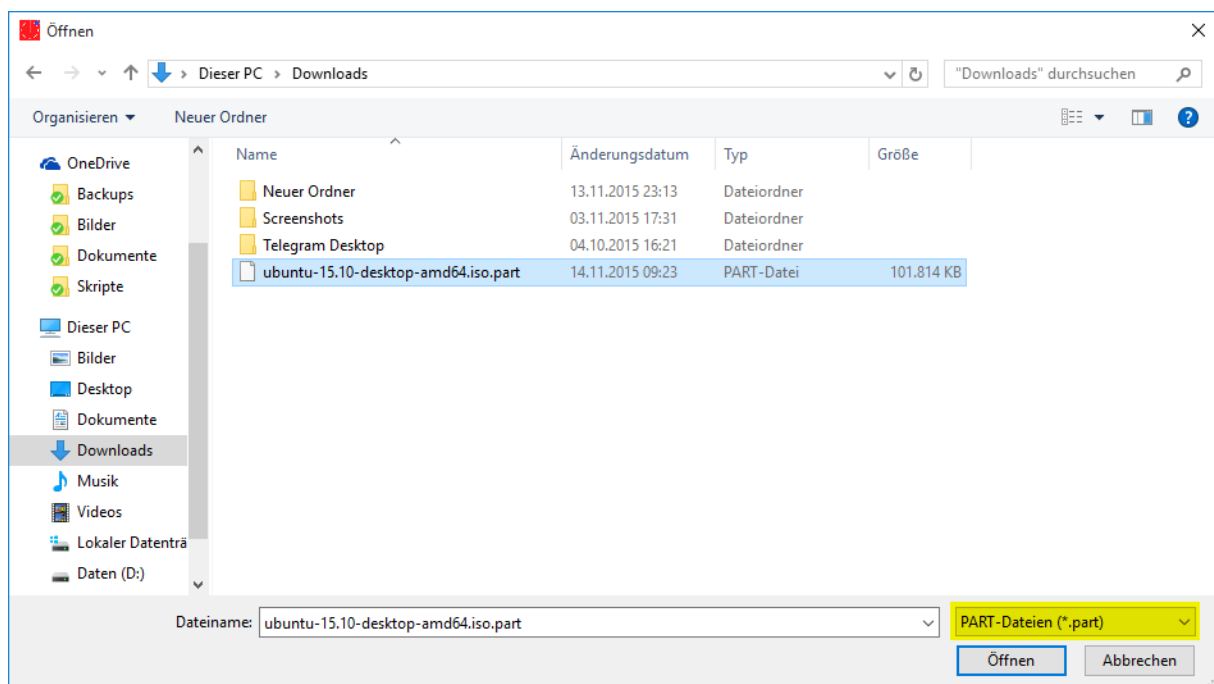 Öffnen
Dieser PC > Downloads
"Downloads" durchsuchen
Organisieren
Neuer Ordner
Name Änderungsdatum Typ Größe
Neuer Ordner 13.11.2015 23:13 Dateiordner
Screenshots 03.11.2015 17:31 Dateiordner
Telegram Desktop 04.10.2015 16:21 Dateiordner
ubuntu-15.10-desktop-amd64.iso.part 14.11.2015 09:23 PART-Datei 101.814 KB
OneDrive
Backups
Bilder
Dokumente
Skripte
Dieser PC
Bilder
Desktop
Dokumente
Downloads
Musik
Videos
Lokaler Datenträ
Daten (D:)
Dateiname: ubuntu-15.10-desktop-amd64.iso.part
PART-Dateien (*.part)
Öffnen
Abbrechen